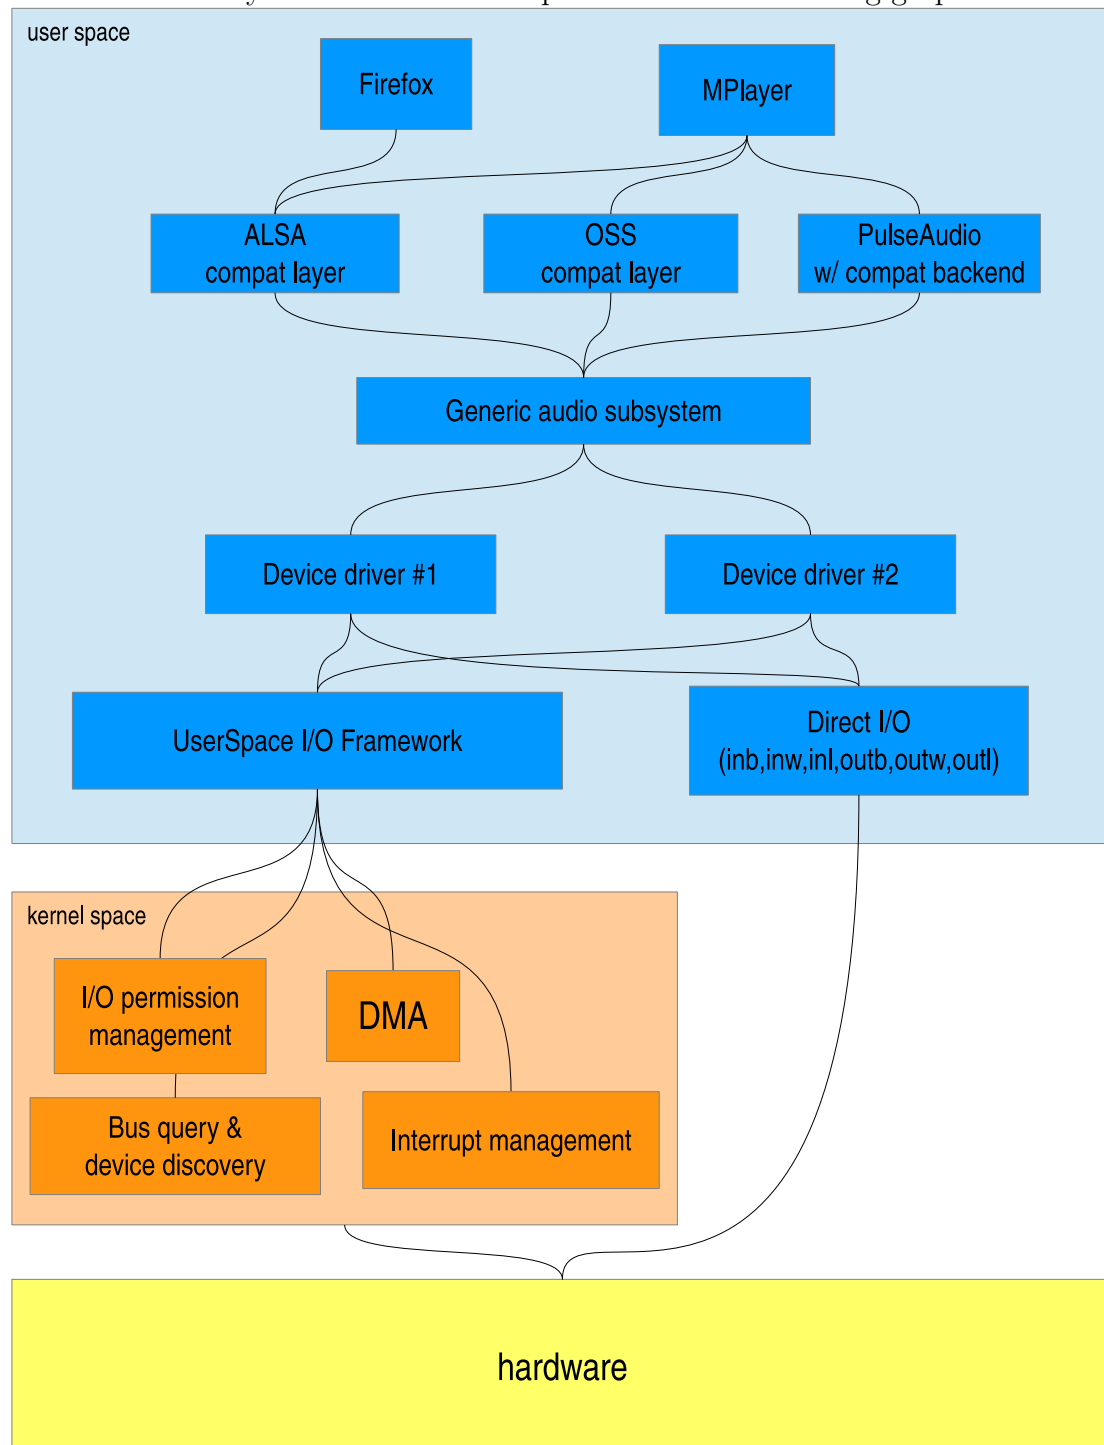 user space
Firefox
MPlayer
ALSA
compat layer
OSS
compat layer
PulseAudio
w/ compat backend
Generic audio subsystem
Device driver #1
Device driver #2
UserSpace I/O Framework
Direct I/O
(inb,inw,inl,outb,outw,outl)
kernel space
I/O permission
management
DMA
Bus query &
device discovery
Interrupt management
hardware